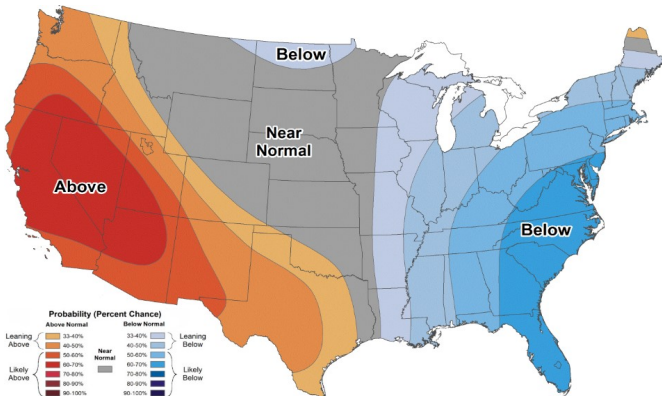 Below
Near
Normal
Above
Below
Probability (Percent Chance)
Above Normal
Below Normal
Leaning
Above
33-40%
40-50%
Likely
Above
50-60%
60-70%
70-80%
80-90%
90-100%
Near
Normal
33-40%
40-50%
Leaning
Below
50-60%
60-70%
70-80%
80-90%
90-100%
Likely
Below